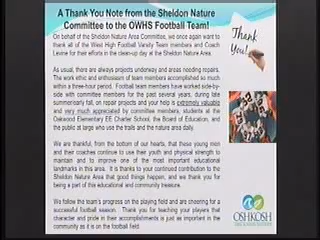 A Thank You Note from the Sheldon Nature
Committee to the OWHS Football Team!
On behalf of the Sheldon Nature Area Committee, we once again want to
thank all of the West High Football Varsity Team members and Coach
Levine for their efforts in the clean-up day at the Sheldon Nature Area.
As usual, there are always projects underway and areas needing repairs.
The work ethic and enthusiasm of team members accomplished so much
within a three-hour period. Football team members have worked side-by-
side with committee members for the past several years, during late
summer/early fall, on repair projects and your help is extremely valuable
and very much appreciated by committee members, students at the
Oakwood Elementary EE Charter School, the Board of Education, and
the public at large who use the trails and the nature area daily.
We are thankful, from the bottom of our hearts, that these young men
and their coaches continue to use their youth and physical strength to
maintain and to improve one of the most important educational
landmarks in this area. It is thanks to your continued contribution to the
Sheldon Nature Area that good things happen, and we thank you for
being a part of this educational and community treasure.
We follow the team's progress on the playing field and are cheering for a
successful football season. Thank you for teaching your players that
character and pride in their accomplishments is just as important in the
community as it is on the football field.
Thank
You!
OSHKOSH